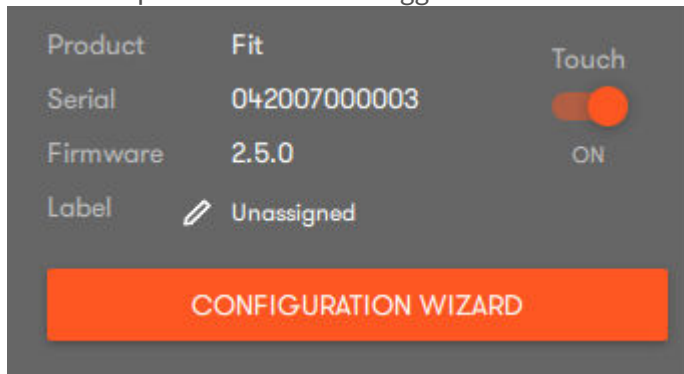 Product Fit
Touch
Serial 042007000003
Firmware 2.5.0
ON
Label Unassigned
CONFIGURATION WIZARD